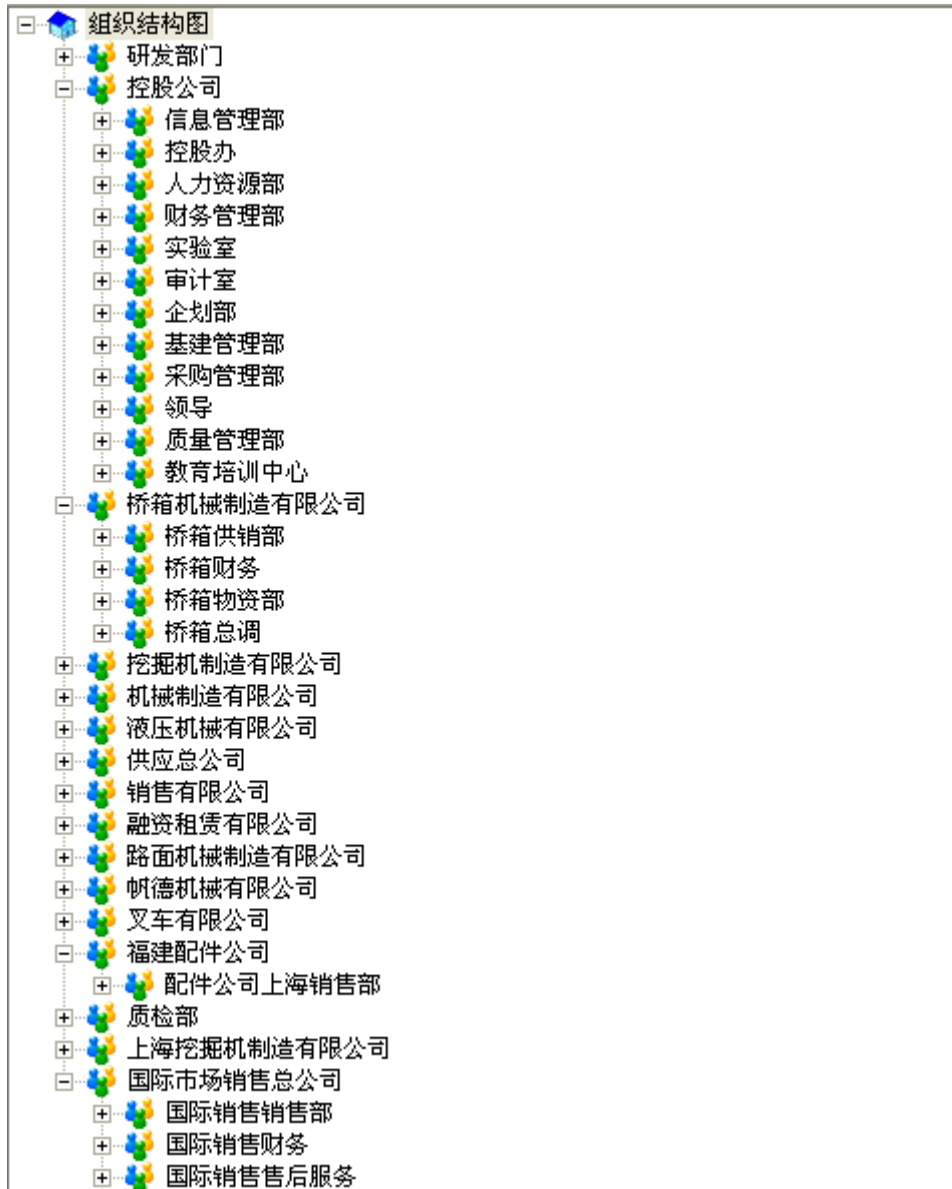 组织结构图
研发部门
控股公司
信息管理部
控股办
人力资源部
财务管理部
实验室
审计室
企划部
基建管理部
采购管理部
领导
质量管理部
教育培训中心
桥箱机械制造有限公司
桥箱供销部
桥箱财务
桥箱物资部
桥箱总调
挖掘机制造有限公司
机械制造有限公司
液压机械有限公司
供应总公司
销售有限公司
融资租赁有限公司
路面机械制造有限公司
帆德机械有限公司
叉车有限公司
福建配件公司
配件公司上海销售部
质检部
上海挖掘机制造有限公司
国际市场销售总公司
国际销售销售部
国际销售财务
国际销售售后服务